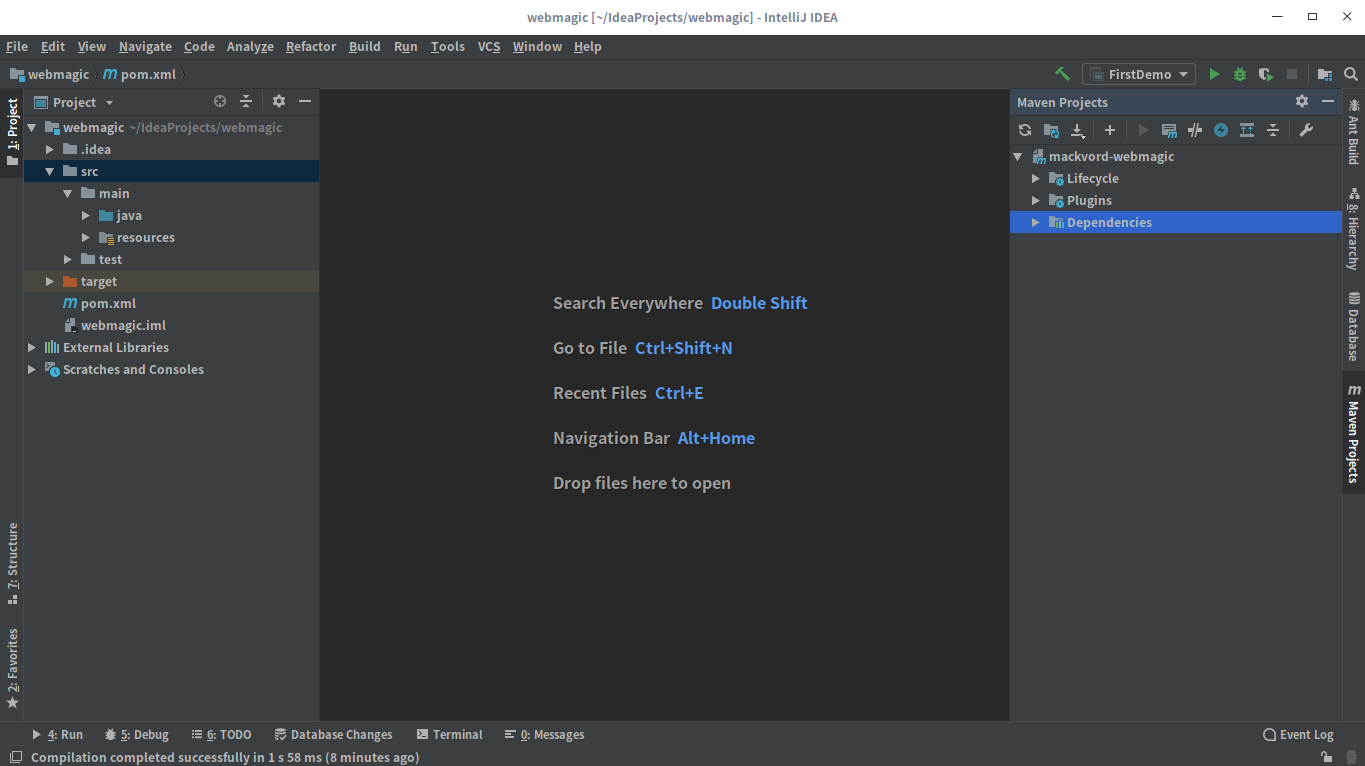 webmagic [~/IdeaProjects/webmagic] - IntelliJ IDEA
File Edit View Navigate Code Analyze Refactor Build Run Tools VCS Window Help
webmagic pom.xml FirstDemo
1: Project
7: Structure
2: Favorites
Project
webmagic ~/IdeaProjects/webmagic
.idea
src
main
java
resources
test
target
pom.xml
webmagic.iml
External Libraries
Scratches and Consoles
Search Everywhere Double Shift
Go to File Ctrl+Shift+N
Recent Files Ctrl+E
Navigation Bar Alt+Home
Drop files here to open
Maven Projects
mackvord-webmagic
Lifecycle
Plugins
Dependencies
Ant Build
8: Hierarchy
Database
Maven Projects
4: Run 5: Debug 6: TODO Database Changes Terminal 0: Messages Event Log
Compilation completed successfully in 1 s 58 ms (8 minutes ago)